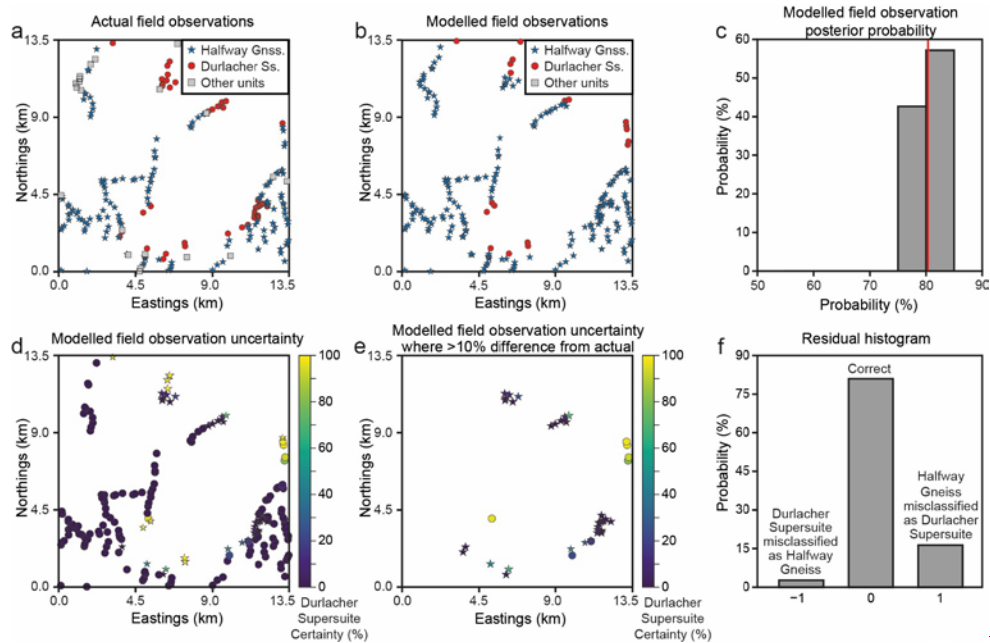 Actual field observations
a
Halfway Gnss.
Durlacher Ss.
Other units
13.5
9.0
4.5
0.0
Northings (km)
0.0 4.5 9.0 13.5
Eastings (km)
Modelled field observations
b
Halfway Gnss.
Durlacher Ss.
Other units
13.5
9.0
4.5
0.0
Northings (km)
0.0 4.5 9.0 13.5
Eastings (km)
Modelled field observation
posterior probability
c
60
50
40
30
20
10
0
Probability (%)
50 60 70 80 90
Probability (%)
Modelled field observation uncertainty
d
13.5
9.0
4.5
0.0
Northings (km)
0.0 4.5 9.0 13.5
Eastings (km)
100
80
60
40
20
0
Durlacher
Supersuite
Certainty (%)
Modelled field observation uncertainty
where >10% difference from actual
e
13.5
9.0
4.5
0.0
Northings (km)
0.0 4.5 9.0 13.5
Eastings (km)
100
80
60
40
20
0
Durlacher
Supersuite
Certainty (%)
Residual histogram
f
90
75
60
45
30
15
0
Probability (%)
Correct
Durlacher
Supersuite
misclassified
as Halfway
Gneiss
Halfway
Gneiss
misclassified
as Durlacher
Supersuite
−1 0 1